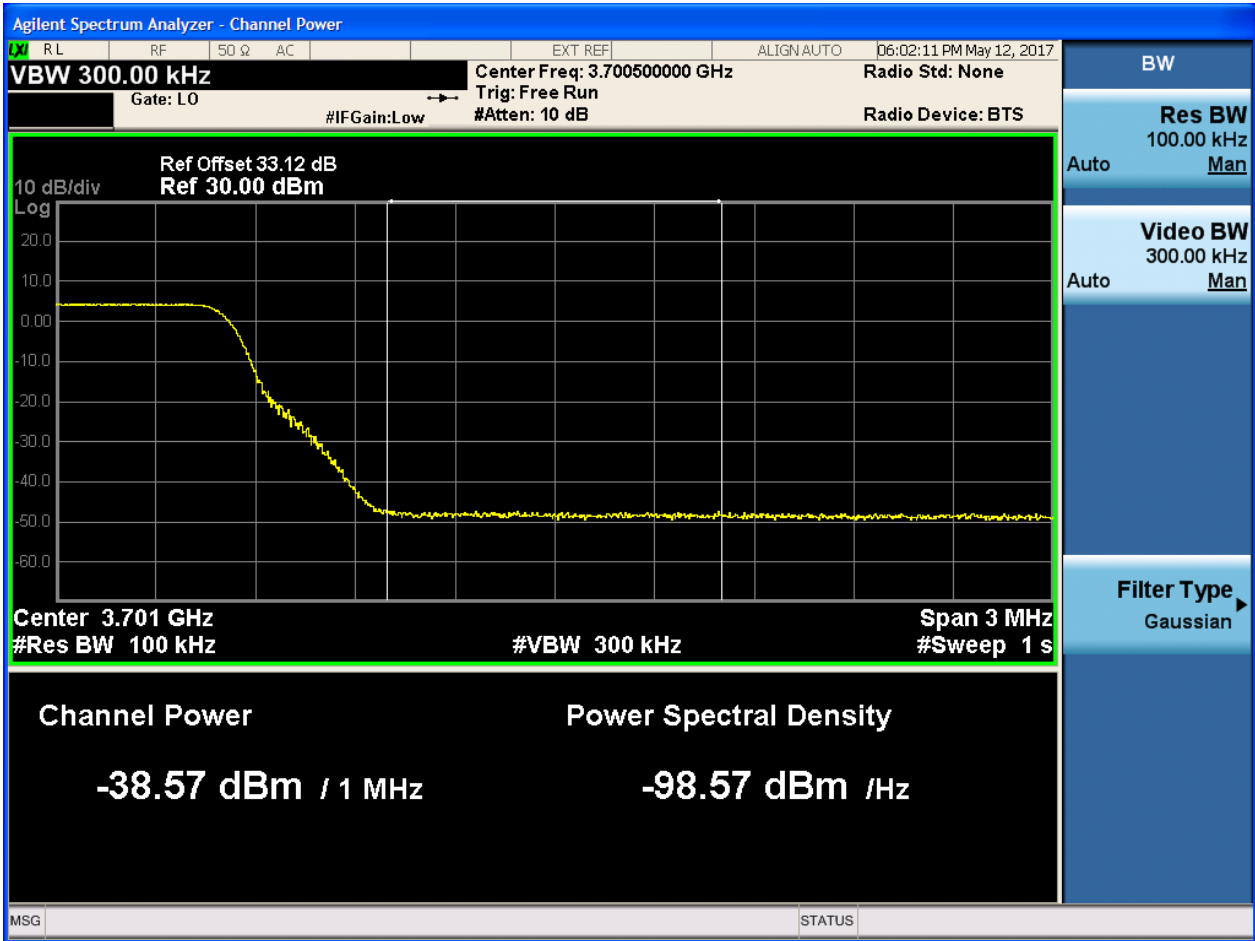 Agilent Spectrum Analyzer - Channel Power
LXI RL RF 50 Ω AC EXT REF ALIGNAUTO 06:02:11 PM May 12, 2017
VBW 300.00 kHz
Gate: LO
#IFGain:Low
Center Freq: 3.700500000 GHz
Trig: Free Run
#Atten: 10 dB
Radio Std: None
Radio Device: BTS
Ref Offset 33.12 dB
10 dB/div Ref 30.00 dBm
Log
20.0
10.0
0.00
-10.0
-20.0
-30.0
-40.0
-50.0
-60.0
Center 3.701 GHz Span 3 MHz
#Res BW 100 kHz #VBW 300 kHz #Sweep 1 s
Channel Power Power Spectral Density
-38.57 dBm / 1 MHz -98.57 dBm /Hz
MSG STATUS
BW
Res BW
100.00 kHz
Auto Man
Video BW
300.00 kHz
Auto Man
Filter Type
Gaussian